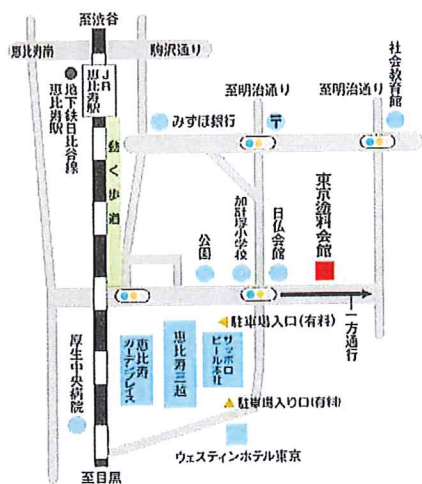 至渋谷
恵比寿南
駒沢通り
JR
恵比寿駅
地下鉄日比谷線
恵比寿駅
動く歩道
みずほ銀行
至明治通り
〒
至明治通り
社会教育館
公園
加計塚小学校
日仏会館
東京塗料会館
一方通行
駐車場入口(有料)
恵比寿
ガーデンプレイス
恵比寿三越
サッポロ
ビール本社
厚生中央病院
駐車場入り口(有料)
ウェスティンホテル東京
至目黒